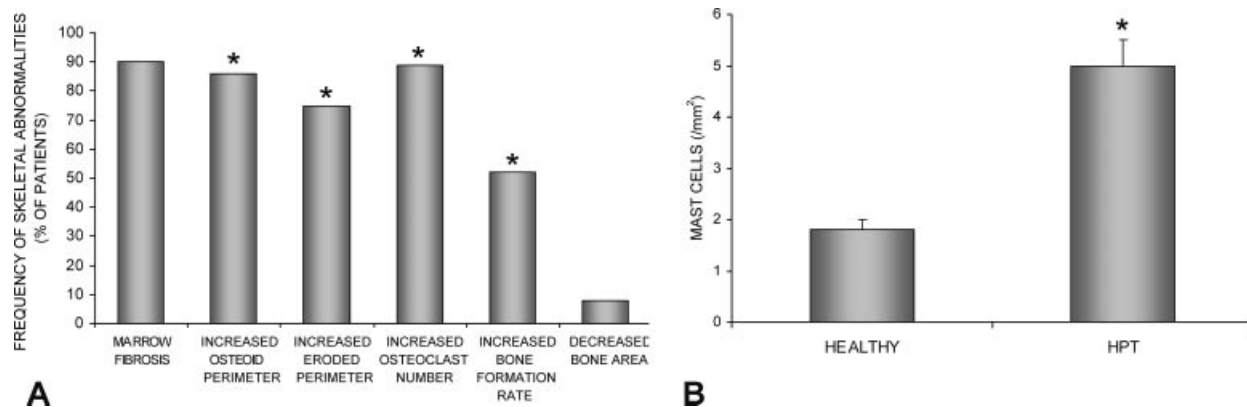 FREQUENCY OF SKELETAL ABNORMALITIES
(% OF PATIENTS)
100
90
80
70
60
50
40
30
20
10
0
*
*
*
*
MARROW
FIBROSIS
INCREASED
OSTEOID
PERIMETER
INCREASED
ERODED
PERIMETER
INCREASED
OSTEOCLAST
NUMBER
INCREASED
BONE
FORMATION
RATE
DECREASED
BONE AREA
A
MAST CELLS (/mm²)
6
5
4
3
2
1
0
*
HEALTHY
HPT
B